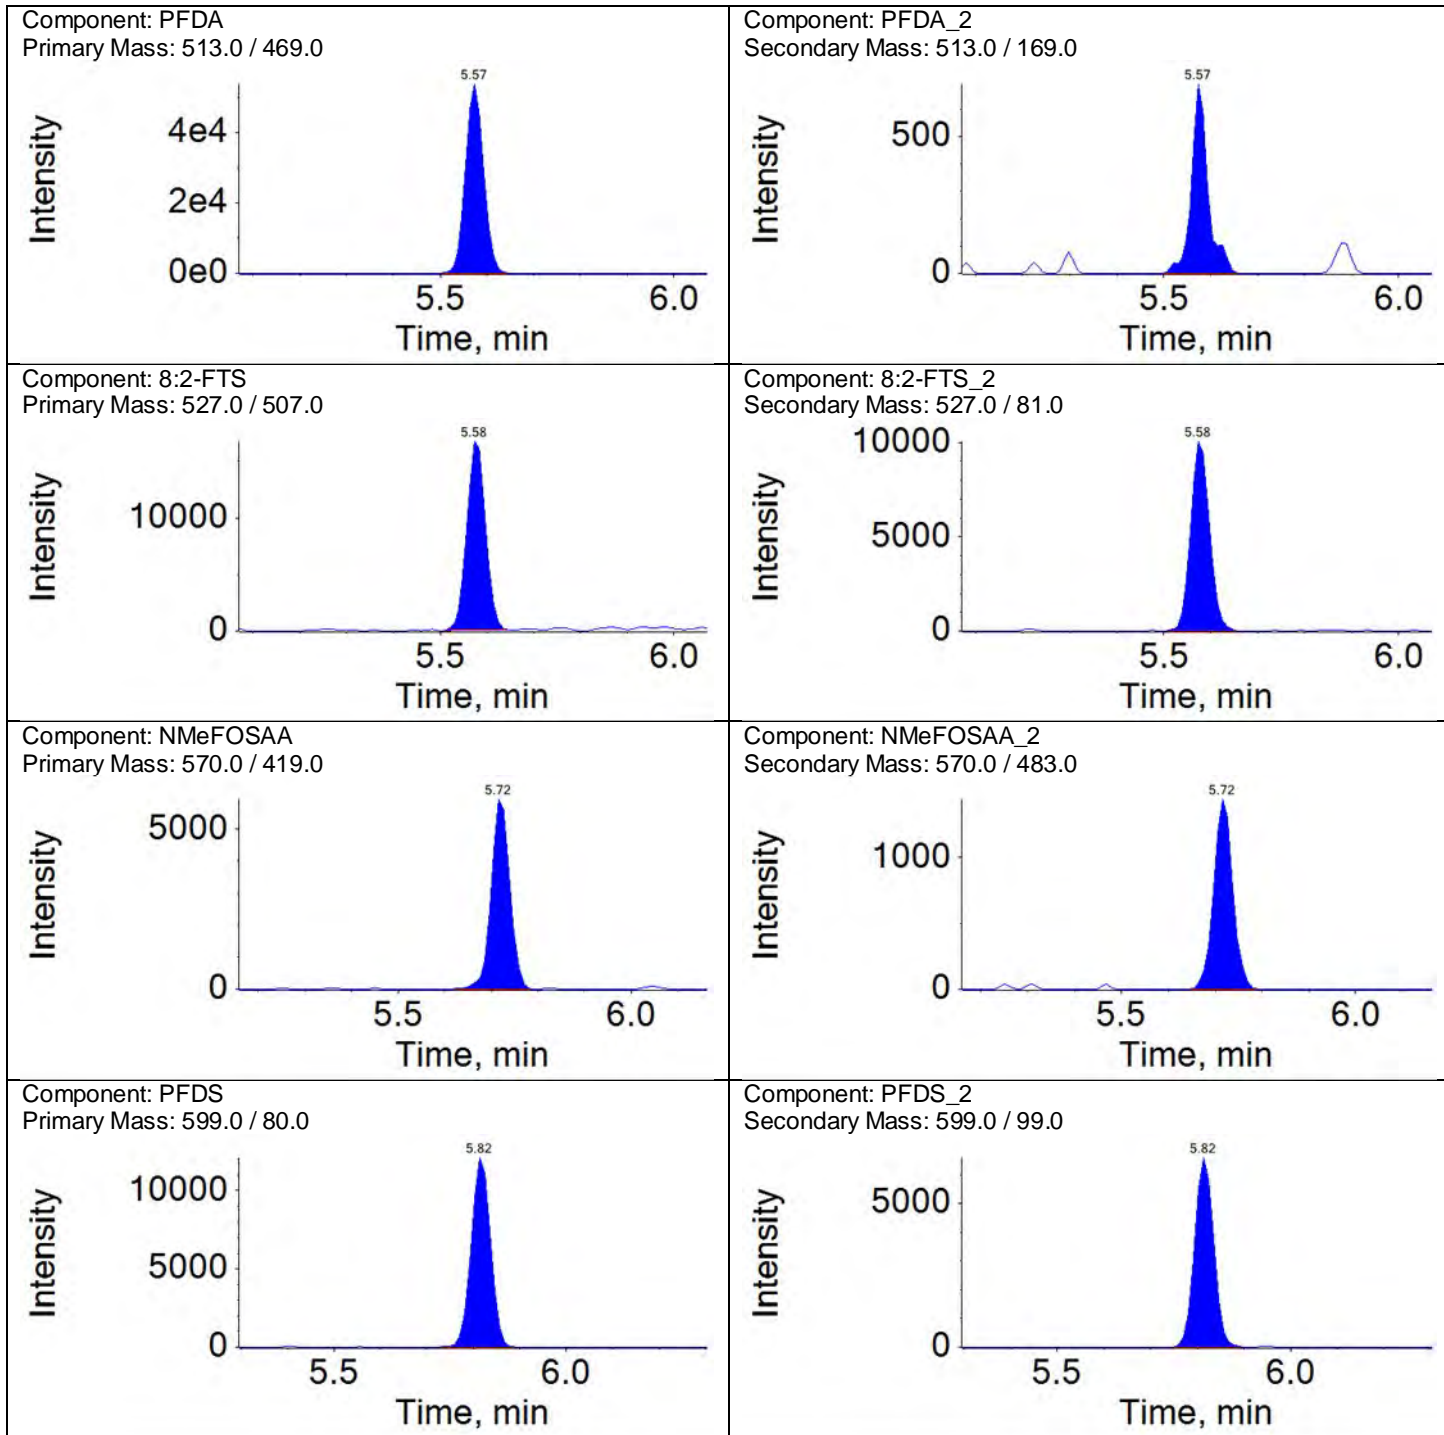 Component: PFDA
Primary Mass: 513.0 / 469.0
5.57
4e4
2e4
0e0
Intensity
5.5
6.0
Time, min
Component: PFDA_2
Secondary Mass: 513.0 / 169.0
5.57
500
0
Intensity
5.5
6.0
Time, min
Component: 8:2-FTS
Primary Mass: 527.0 / 507.0
5.58
10000
0
Intensity
5.5
6.0
Time, min
Component: 8:2-FTS_2
Secondary Mass: 527.0 / 81.0
5.58
10000
5000
0
Intensity
5.5
6.0
Time, min
Component: NMeFOSAA
Primary Mass: 570.0 / 419.0
5.72
5000
0
Intensity
5.5
6.0
Time, min
Component: NMeFOSAA_2
Secondary Mass: 570.0 / 483.0
5.72
1000
0
Intensity
5.5
6.0
Time, min
Component: PFDS
Primary Mass: 599.0 / 80.0
5.82
10000
5000
0
Intensity
5.5
6.0
Time, min
Component: PFDS_2
Secondary Mass: 599.0 / 99.0
5.82
5000
0
Intensity
5.5
6.0
Time, min